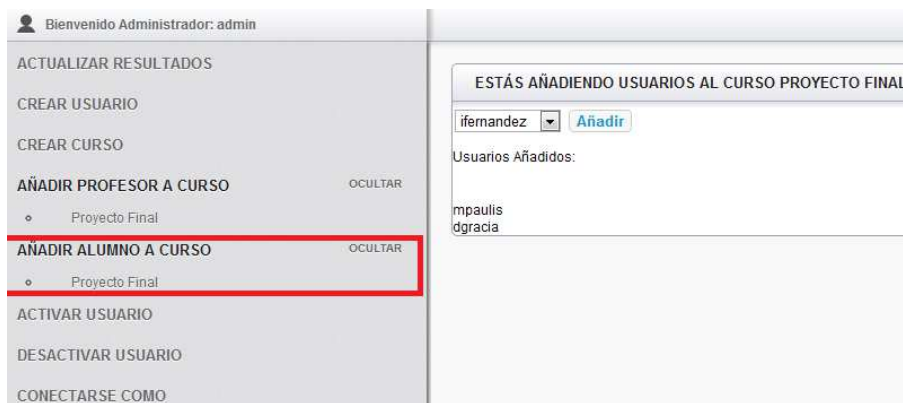 Bienvenido Administrador: admin
ACTUALIZAR RESULTADOS
CREAR USUARIO
CREAR CURSO
AÑADIR PROFESOR A CURSO OCULTAR
Proyecto Final
AÑADIR ALUMNO A CURSO OCULTAR
Proyecto Final
ACTIVAR USUARIO
DESACTIVAR USUARIO
CONECTARSE COMO
ESTÁS AÑADIENDO USUARIOS AL CURSO PROYECTO FINAL
ifernandez Añadir
Usuarios Añadidos:
mpaulis
dgracia